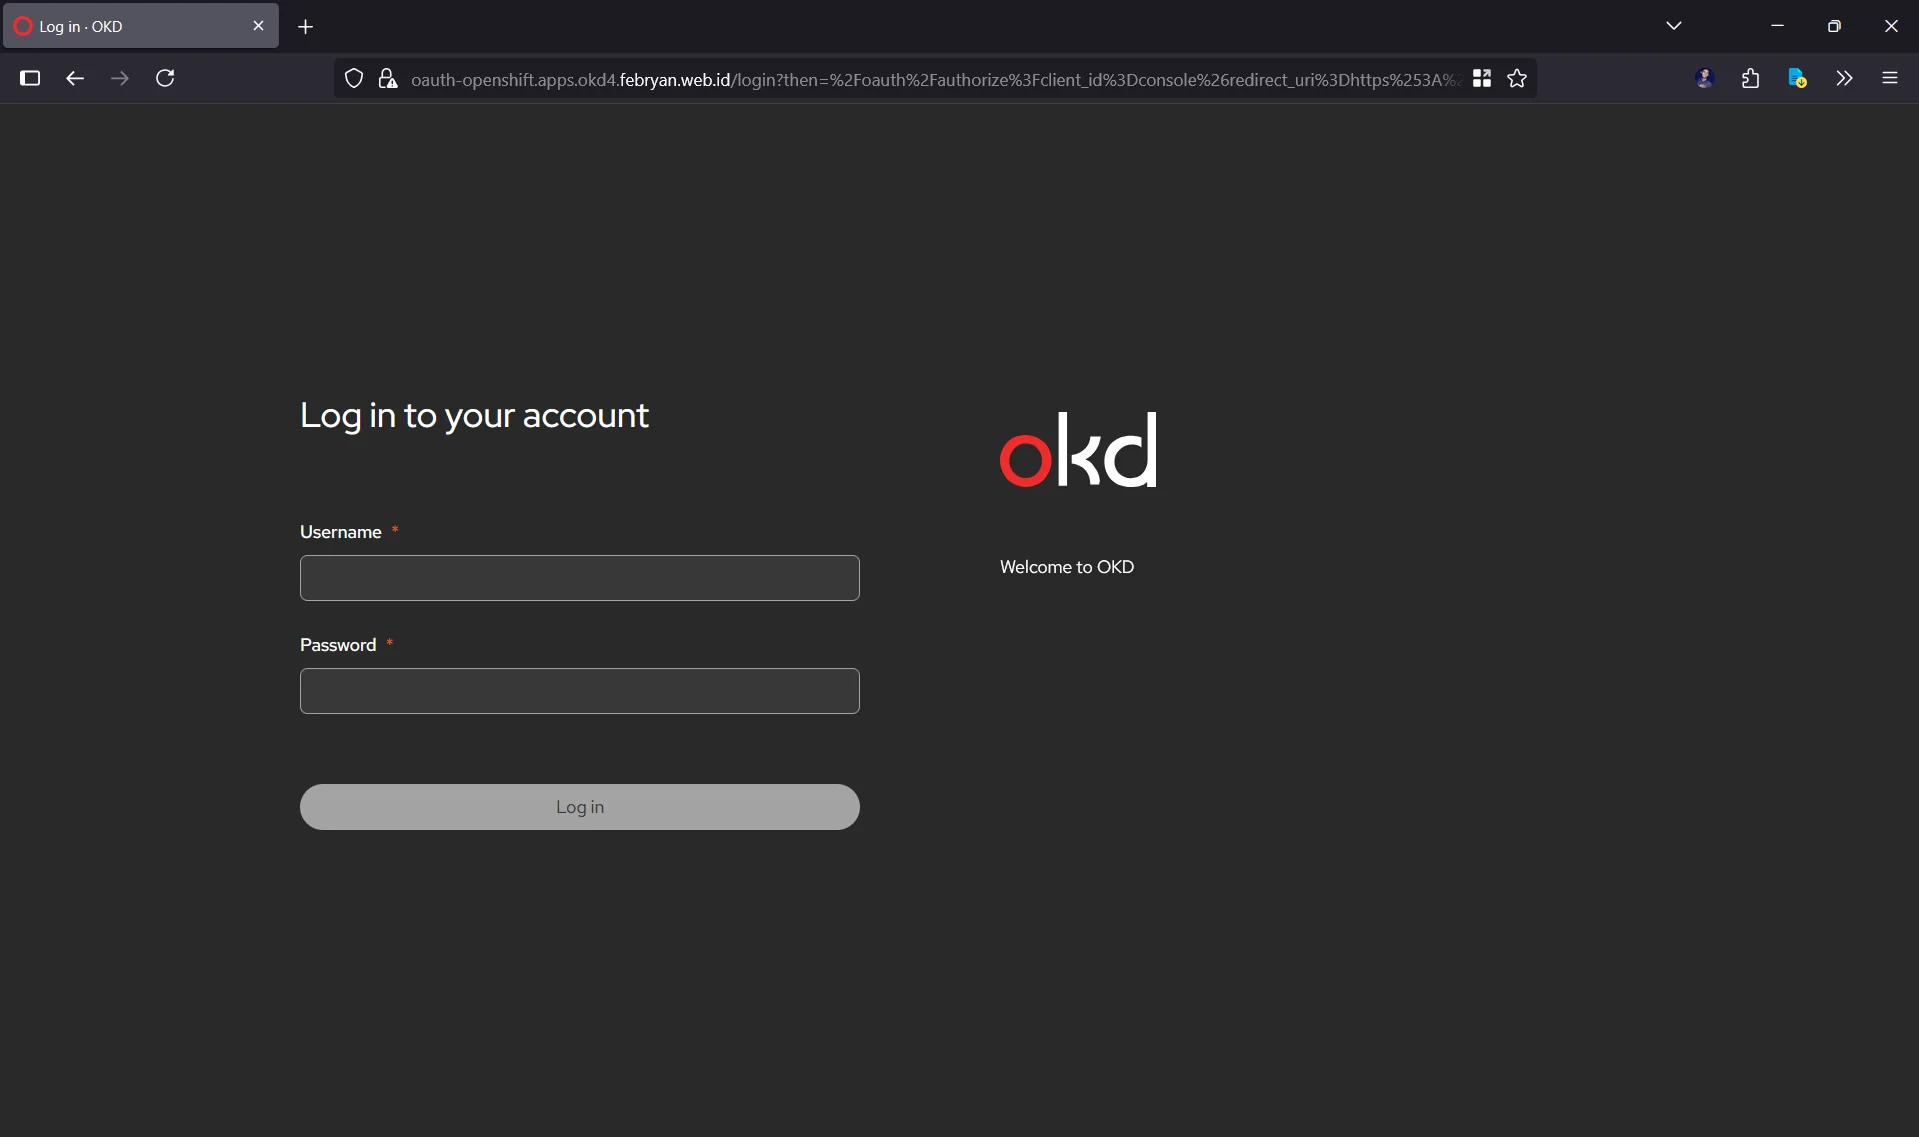 Log in · OKD
oauth-openshift.apps.okd4.febryan.web.id/login?then=%2Foauth%2Fauthorize%3Fclient_id%3Dconsole%26redirect_uri%3Dhttps%253A%
Log in to your account
okd
Username *
Welcome to OKD
Password *
Log in